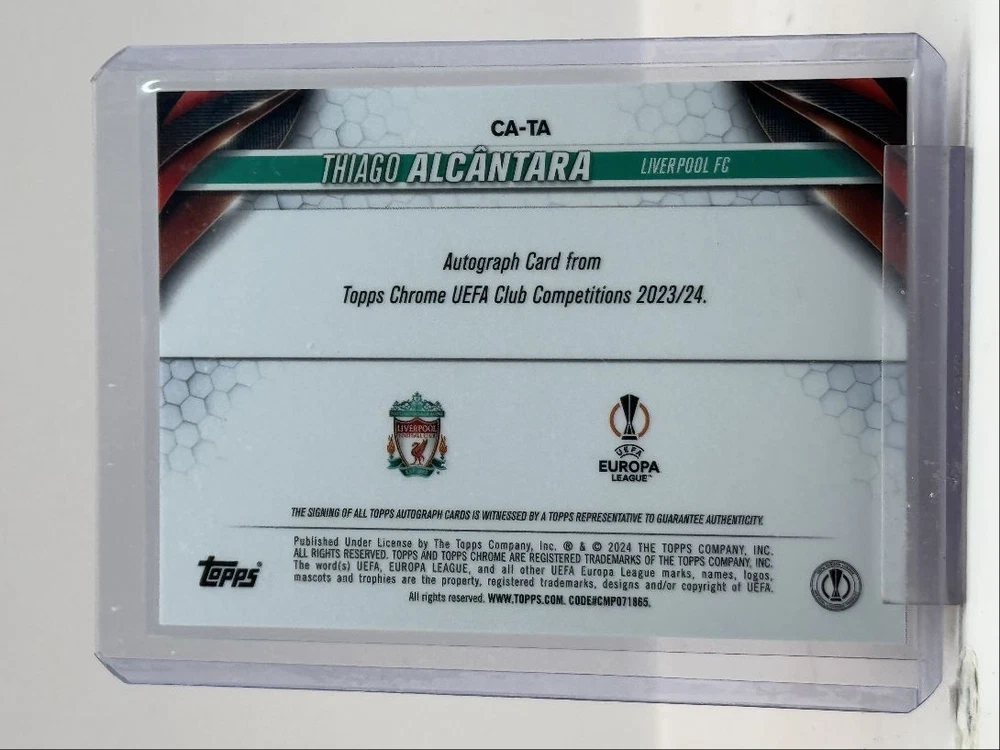 CA-TA
THIAGO ALCÂNTARA LIVERPOOL FC
Autograph Card from
Topps Chrome UEFA Club Competitions 2023/24.
LIVERPOOL
FOOTBALL CLUB
UEFA
EUROPA
LEAGUE™
THE SIGNING OF ALL TOPPS AUTOGRAPH CARDS IS WITNESSED BY A TOPPS REPRESENTATIVE TO GUARANTEE AUTHENTICITY.
Published Under License by The Topps Company, Inc. ® & © 2024 THE TOPPS COMPANY, INC.
ALL RIGHTS RESERVED. TOPPS AND TOPPS CHROME ARE REGISTERED TRADEMARKS OF THE TOPPS COMPANY, INC.
The word(s) UEFA, EUROPA LEAGUE, and all other UEFA Europa League marks, names, logos,
mascots and trophies are the property, registered trademarks, designs and/or copyright of UEFA.
All rights reserved. WWW.TOPPS.COM. CODE#CMP071865.
topps®